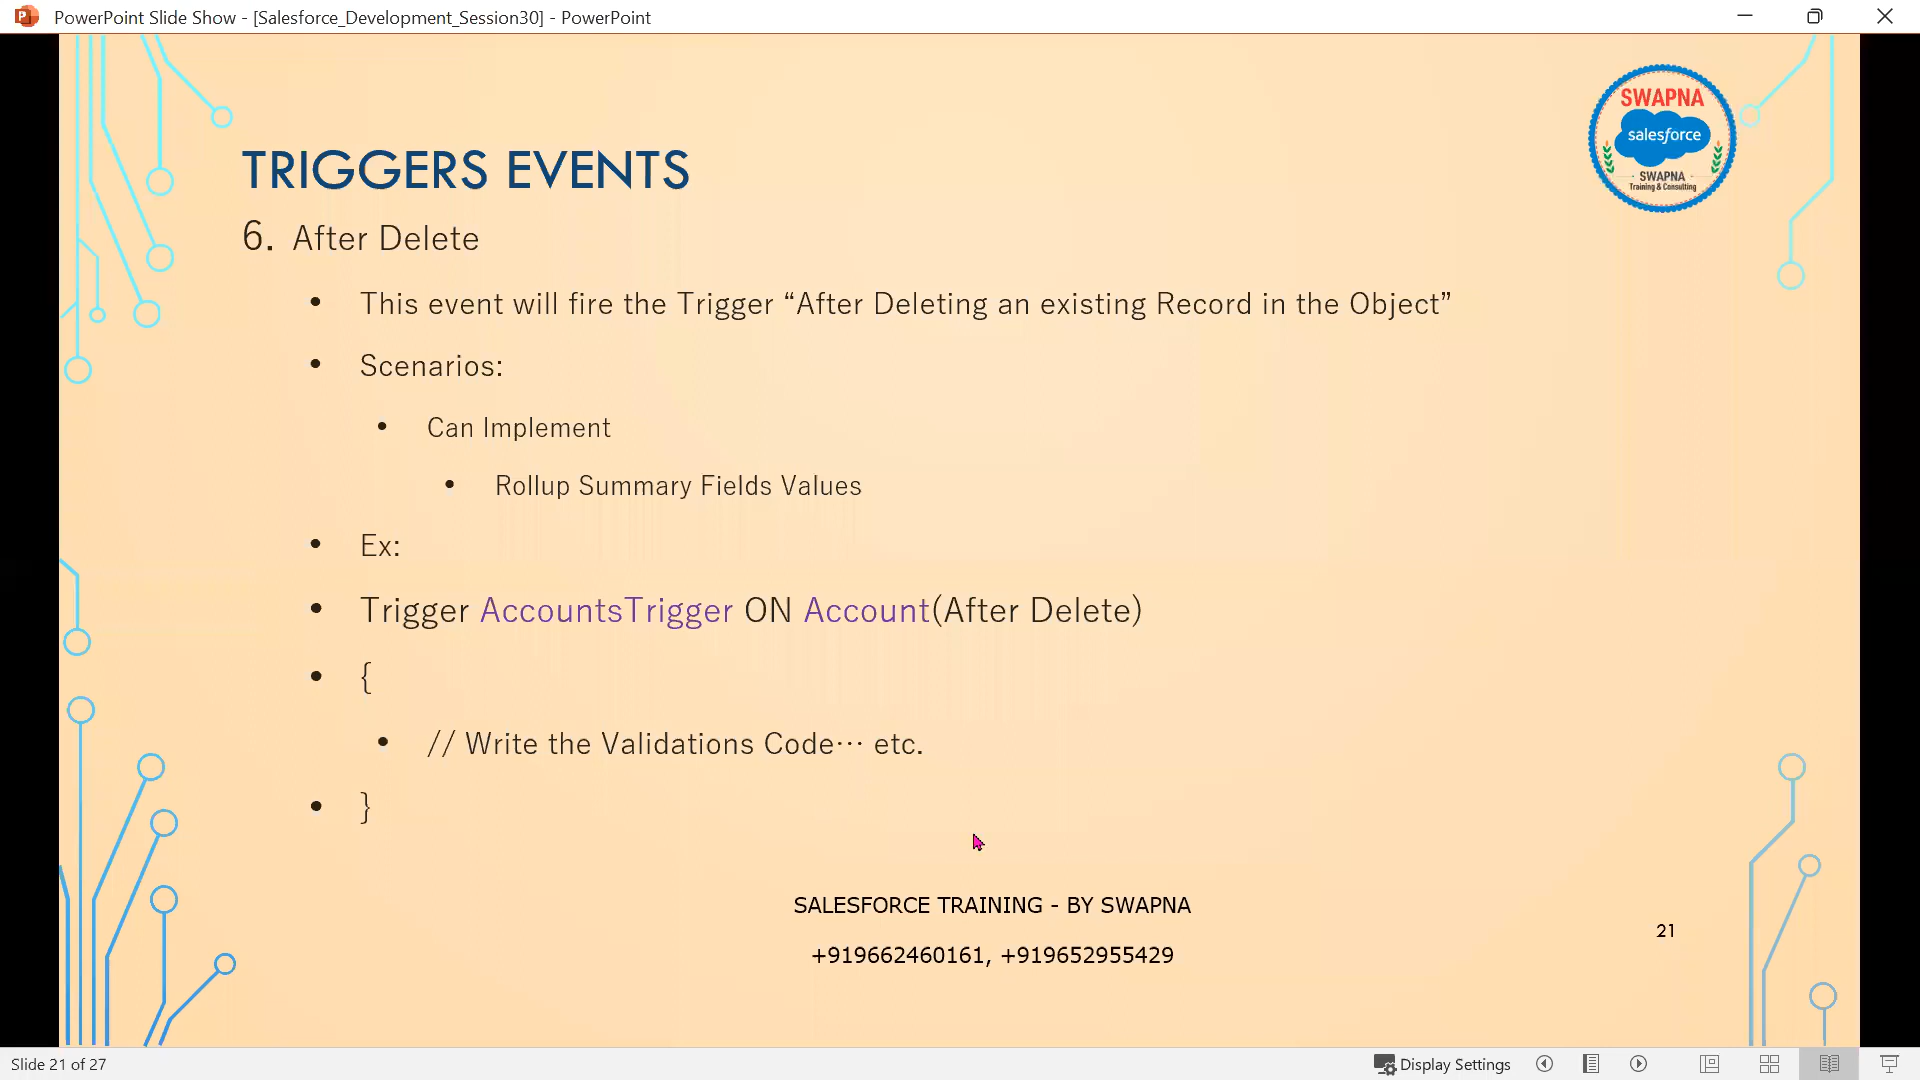 PowerPoint Slide Show - [Salesforce_Development_Session30] - PowerPoint
SWAPNA
salesforce
SWAPNA
Training & Consulting
TRIGGERS EVENTS
6. After Delete
• This event will fire the Trigger “After Deleting an existing Record in the Object”
• Scenarios:
• Can Implement
• Rollup Summary Fields Values
• Ex:
• Trigger AccountsTrigger ON Account(After Delete)
• {
• // Write the Validations Code… etc.
• }
SALESFORCE TRAINING - BY SWAPNA
21
+919662460161, +919652955429
Slide 21 of 27
Display Settings